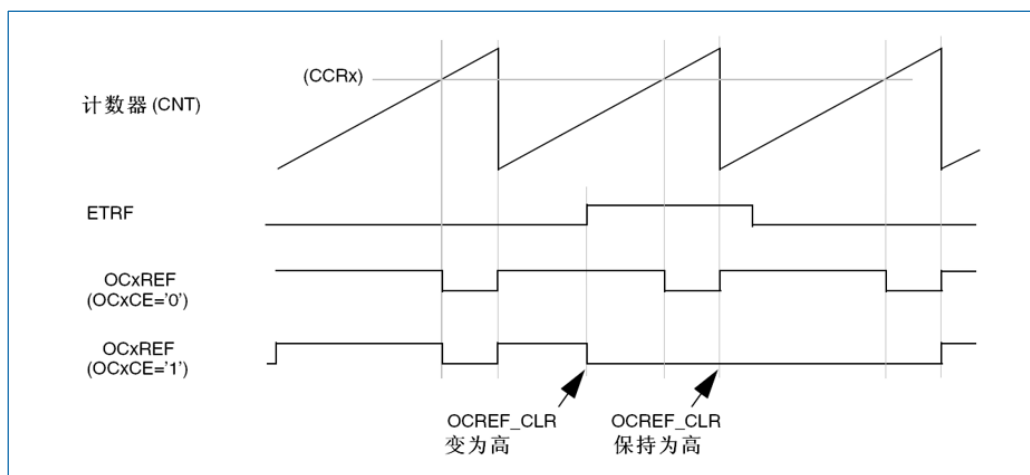 (CCRx)
计数器(CNT)
ETRF
OCxREF
(OCxCE='0')
OCxREF
(OCxCE='1')
OCREF_CLR
变为高
OCREF_CLR
保持为高